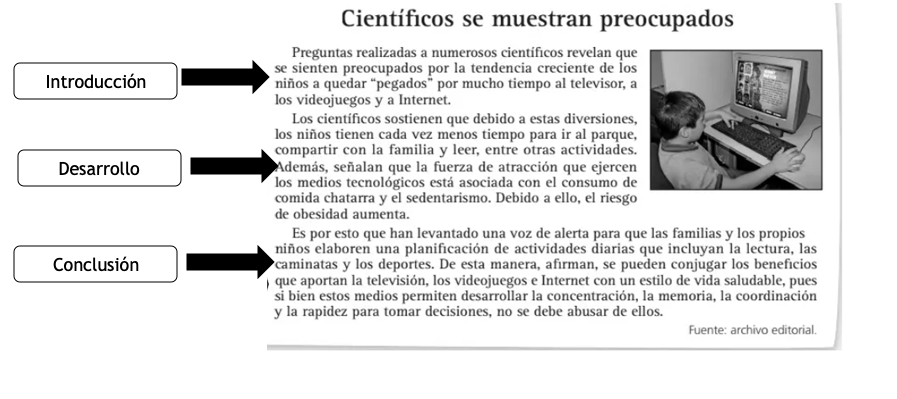 Científicos se muestran preocupados
Introducción
Preguntas realizadas a numerosos científicos revelan que
se sienten preocupados por la tendencia creciente de los
niños a quedar “pegados” por mucho tiempo al televisor, a
los videojuegos y a Internet.
Desarrollo
Los científicos sostienen que debido a estas diversiones,
los niños tienen cada vez menos tiempo para ir al parque,
compartir con la familia y leer, entre otras actividades.
Además, señalan que la fuerza de atracción que ejercen
los medios tecnológicos está asociada con el consumo de
comida chatarra y el sedentarismo. Debido a ello, el riesgo
de obesidad aumenta.
Conclusión
Es por esto que han levantado una voz de alerta para que las familias y los propios
niños elaboren una planificación de actividades diarias que incluyan la lectura, las
caminatas y los deportes. De esta manera, afirman, se pueden conjugar los beneficios
que aportan la televisión, los videojuegos e Internet con un estilo de vida saludable, pues
si bien estos medios permiten desarrollar la concentración, la memoria, la coordinación
y la rapidez para tomar decisiones, no se debe abusar de ellos.
Fuente: archivo editorial.